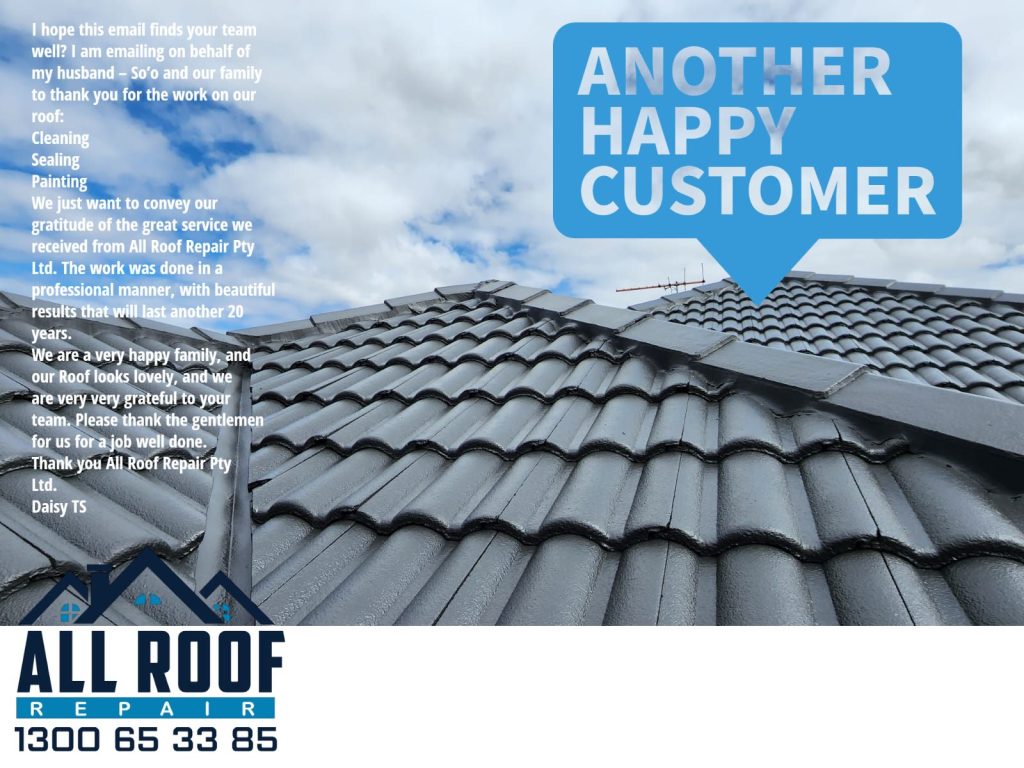 I hope this email finds your team
well? I am emailing on behalf of
my husband – So'o and our family
to thank you for the work on our
roof:
Cleaning
Sealing
Painting
We just want to convey our
gratitude of the great service we
received from All Roof Repair Pty
Ltd. The work was done in a
professional manner, with beautiful
results that will last another 20
years.
We are a very happy family, and
our Roof looks lovely, and we
are very very grateful to your
team. Please thank the gentlemen
for us for a job well done.
Thank you All Roof Repair Pty
Ltd.
Daisy TS
ANOTHER
HAPPY
CUSTOMER
ALL ROOF
REPAIR
1300 65 33 85